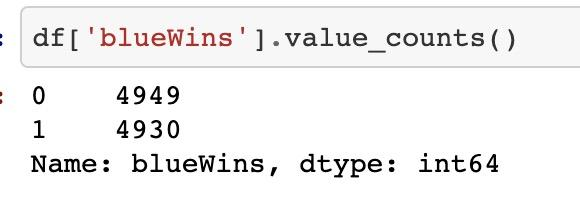 : df['blueWins'].value_counts()
: 0    4949
1    4930
Name: blueWins, dtype: int64